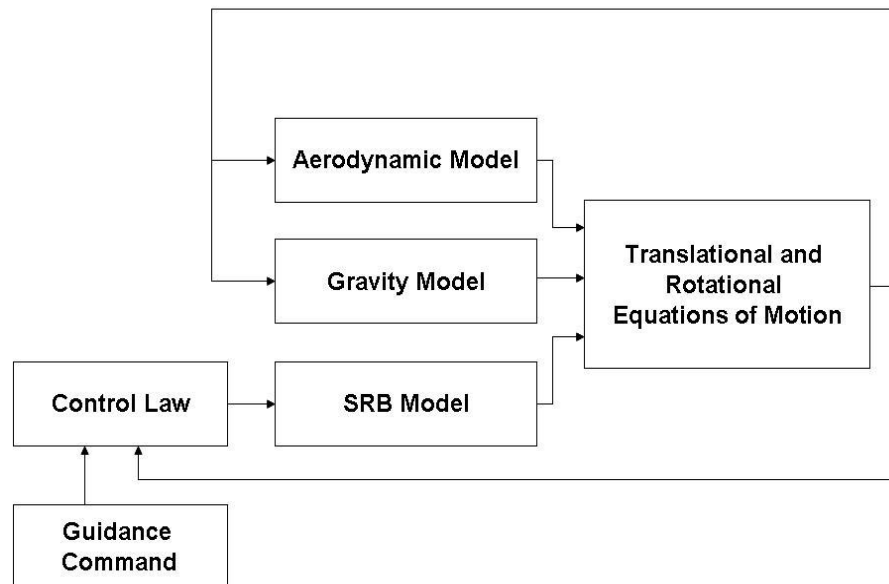 Aerodynamic Model
Gravity Model
Translational and
Rotational
Equations of Motion
Control Law
SRB Model
Guidance
Command